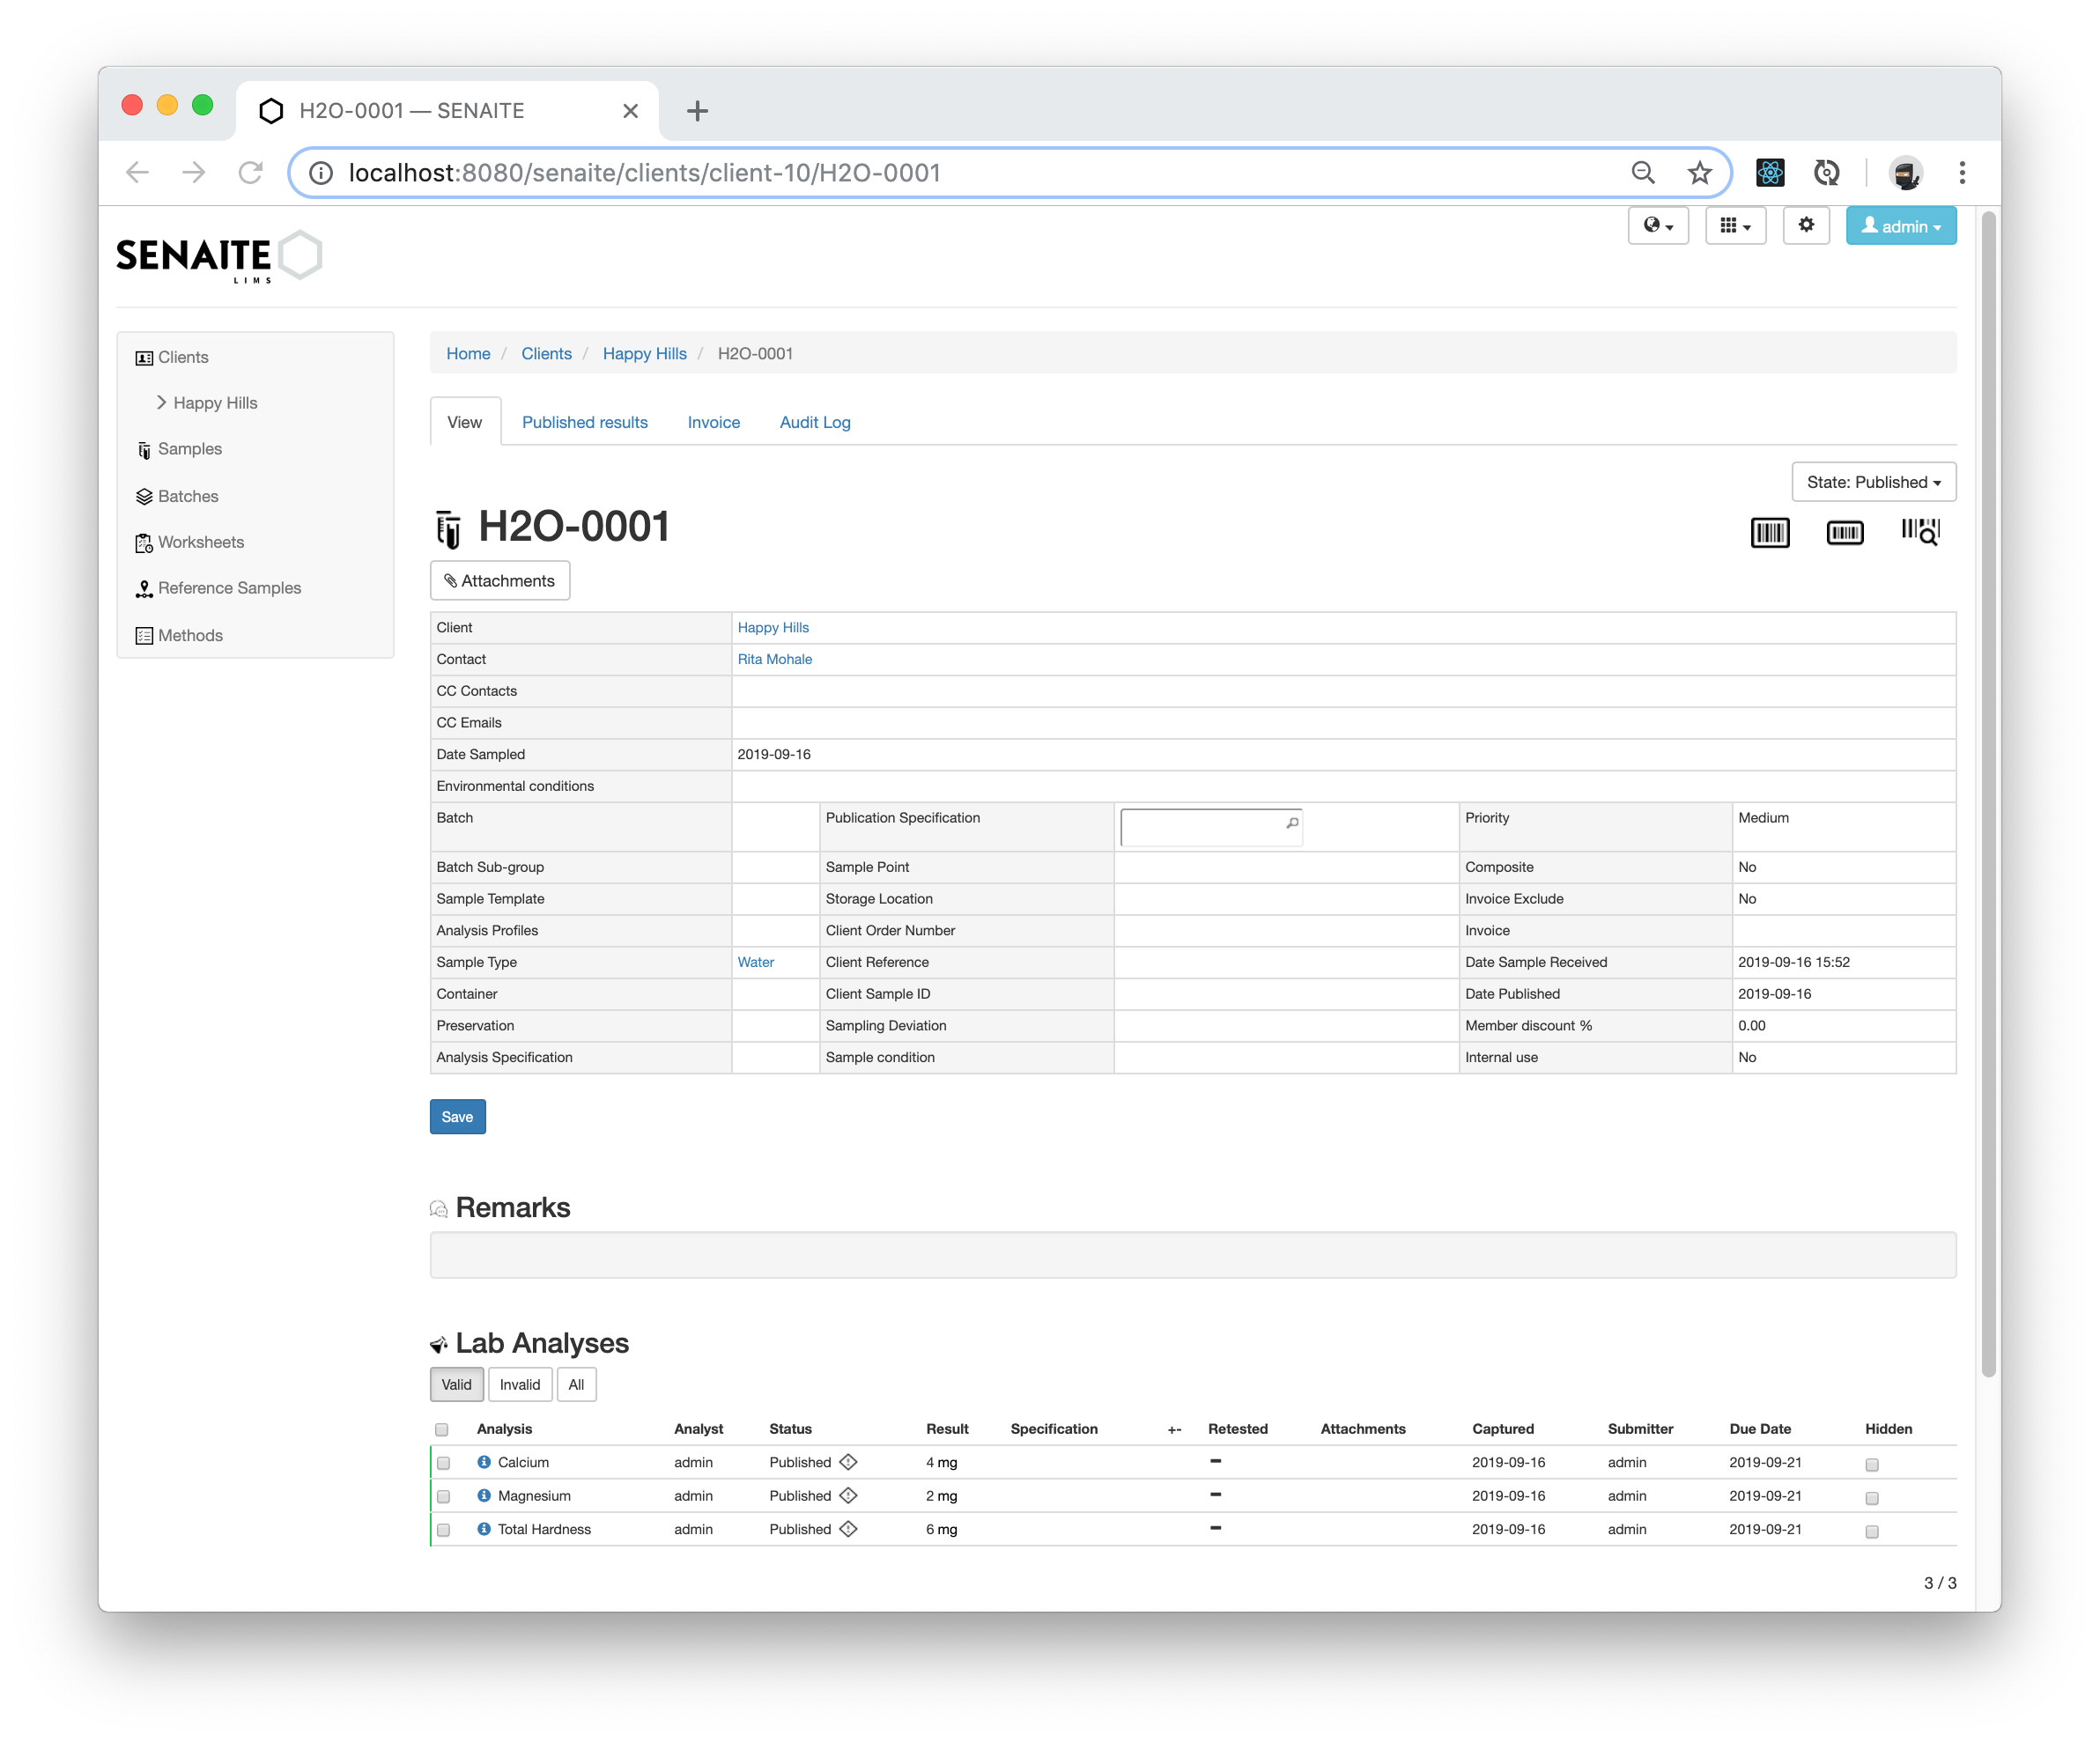 H2O-0001 — SENAITE
localhost:8080/senaite/clients/client-10/H2O-0001
admin
SENAITE
LIMS
Clients
Happy Hills
Samples
Batches
Worksheets
Reference Samples
Methods
Home / Clients / Happy Hills / H2O-0001
View Published results Invoice Audit Log
State: Published
H2O-0001
Attachments
Client Happy Hills
Contact Rita Mohale
CC Contacts
CC Emails
Date Sampled 2019-09-16
Environmental conditions
Batch Publication Specification Priority Medium
Batch Sub-group Sample Point Composite No
Sample Template Storage Location Invoice Exclude No
Analysis Profiles Client Order Number Invoice
Sample Type Water Client Reference Date Sample Received 2019-09-16 15:52
Container Client Sample ID Date Published 2019-09-16
Preservation Sampling Deviation Member discount % 0.00
Analysis Specification Sample condition Internal use No
Save
Remarks
Lab Analyses
Valid Invalid All
Analysis Analyst Status Result Specification +- Retested Attachments Captured Submitter Due Date Hidden
Calcium admin Published 4 mg 2019-09-16 admin 2019-09-21
Magnesium admin Published 2 mg 2019-09-16 admin 2019-09-21
Total Hardness admin Published 6 mg 2019-09-16 admin 2019-09-21
3 / 3